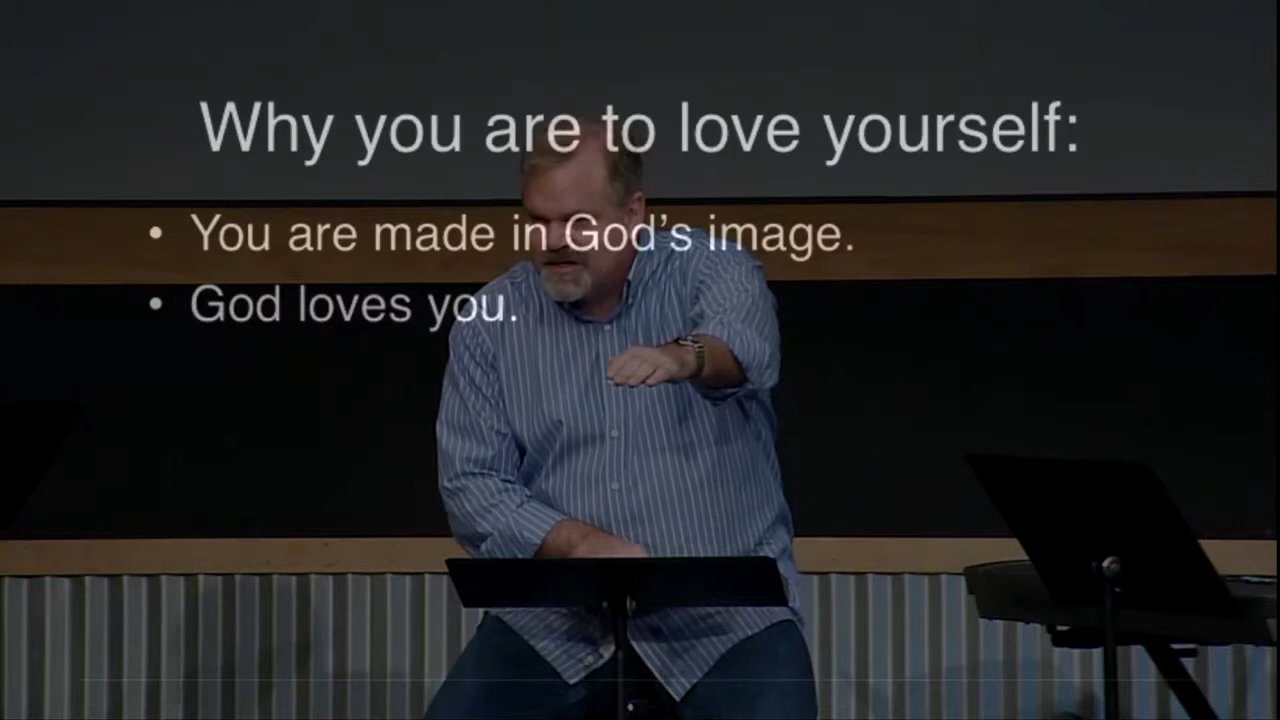 Why you are to love yourself:
• You are made in God’s image.
• God loves you.